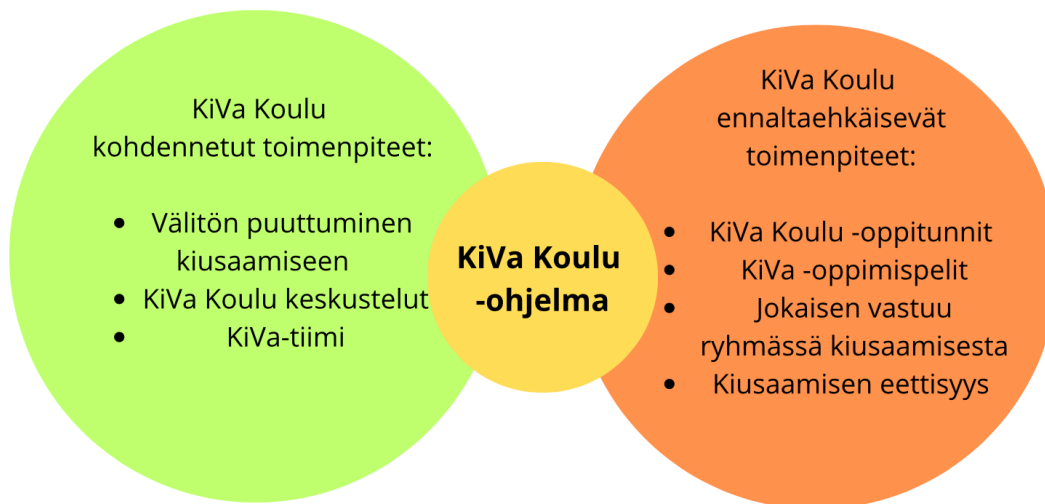 KiVa Koulu
kohdennetut toimenpiteet:
• Välitön puuttuminen
kiusaamiseen
• KiVa Koulu keskustelut
• KiVa-tiimi
KiVa Koulu
-ohjelma
KiVa Koulu
ennaltaehkäisevät
toimenpiteet:
• KiVa Koulu -oppitunnit
• KiVa -oppimispelit
• Jokaisen vastuu
ryhmässä kiusaamisesta
• Kiusaamisen eettisyys